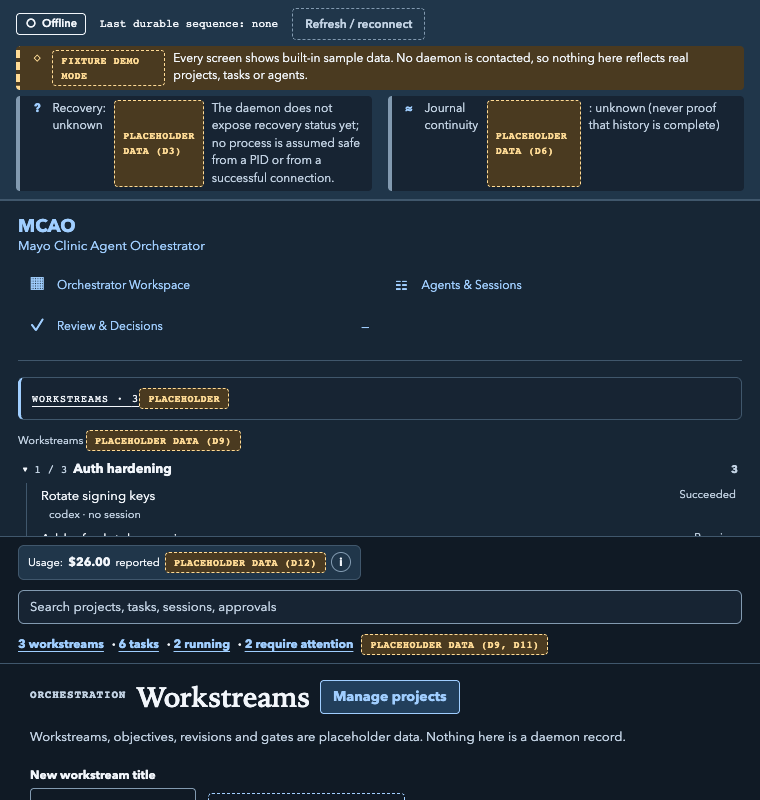 Offline Last durable sequence: none Refresh / reconnect
FIXTURE DEMO MODE
Every screen shows built-in sample data. No daemon is contacted, so nothing here reflects real
projects, tasks or agents.
? Recovery:
unknown
PLACEHOLDER
DATA (D3)
The daemon does not
expose recovery status yet;
no process is assumed safe
from a PID or from a
successful connection.
≈ Journal
continuity
PLACEHOLDER
DATA (D6)
: unknown (never proof
that history is complete)
MCAO
Mayo Clinic Agent Orchestrator
Orchestrator Workspace
Agents & Sessions
Review & Decisions —
WORKSTREAMS · 3 PLACEHOLDER
Workstreams PLACEHOLDER DATA (D9)
▾ 1 / 3 Auth hardening 3
Rotate signing keys Succeeded
codex · no session
Usage: $26.00 reported PLACEHOLDER DATA (D12) i
Search projects, tasks, sessions, approvals
3 workstreams · 6 tasks · 2 running · 2 require attention PLACEHOLDER DATA (D9, D11)
ORCHESTRATION Workstreams Manage projects
Workstreams, objectives, revisions and gates are placeholder data. Nothing here is a daemon record.
New workstream title